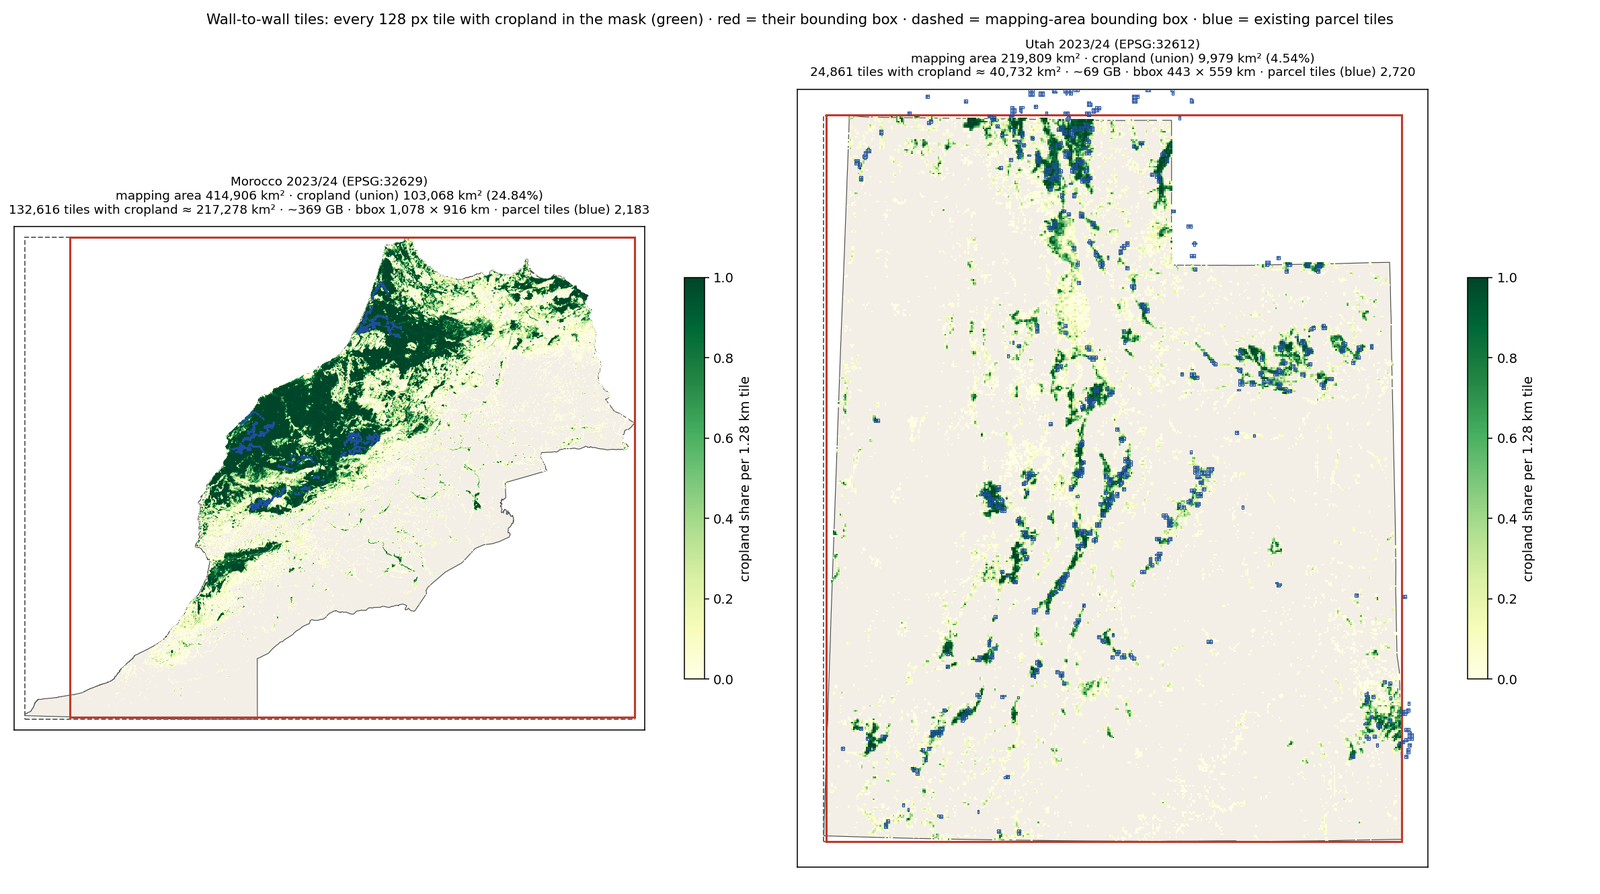 Wall-to-wall tiles: every 128 px tile with cropland in the mask (green) · red = their bounding box · dashed = mapping-area bounding box · blue = existing parcel tiles
Morocco 2023/24 (EPSG:32629)
mapping area 414,906 km² · cropland (union) 103,068 km² (24.84%)
132,616 tiles with cropland ≈ 217,278 km² · ~369 GB · bbox 1,078 × 916 km · parcel tiles (blue) 2,183
1.0
0.8
0.6
0.4
0.2
0.0
cropland share per 1.28 km tile
Utah 2023/24 (EPSG:32612)
mapping area 219,809 km² · cropland (union) 9,979 km² (4.54%)
24,861 tiles with cropland ≈ 40,732 km² · ~69 GB · bbox 443 × 559 km · parcel tiles (blue) 2,720
1.0
0.8
0.6
0.4
0.2
0.0
cropland share per 1.28 km tile